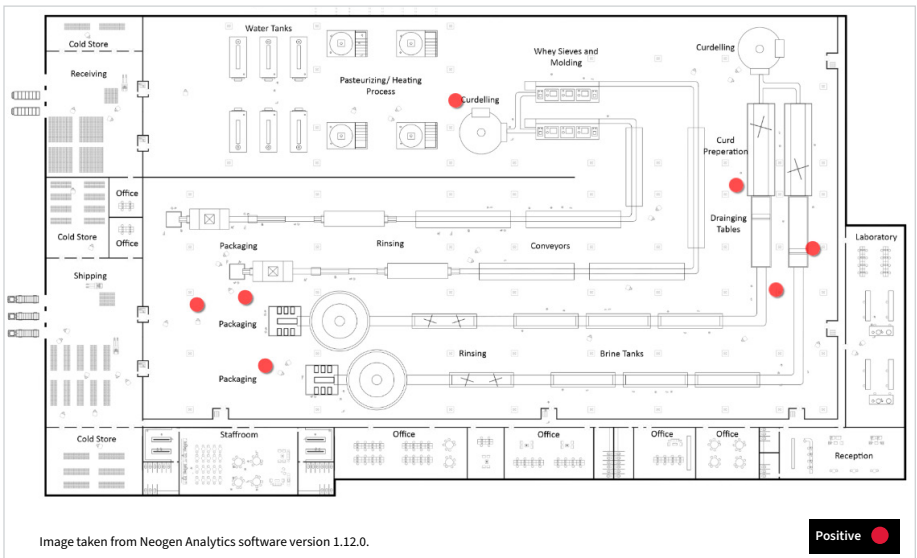 Cold Store
Receiving
Water Tanks
Pasteurizing/ Heating
Process
Whey Sieves and
Molding
Curdelling
Curdelling
Curd
Preperation
Office
Office
Cold Store
Drainging
Tables
Laboratory
Packaging
Rinsing
Conveyors
Shipping
Packaging
Packaging
Rinsing
Brine Tanks
Cold Store
Staffroom
Office
Office
Office
Office
Reception
Image taken from Neogen Analytics software version 1.12.0.
Positive